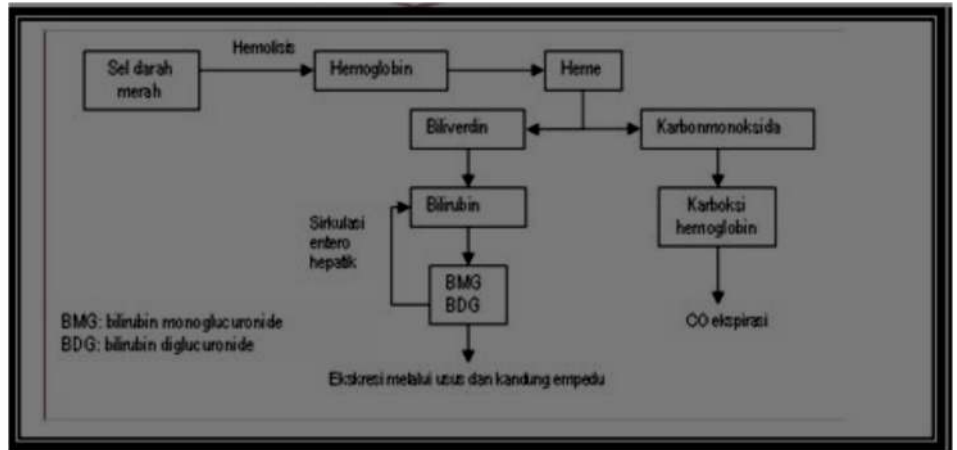 Hemolisis
Sel darah
merah
Hemoglobin
Heme
Biliverdin
Karbonmonoksida
Bilirubin
Karboksi
hemoglobin
Sirkulasi
entero
hepatik
BMG
BDG
CO ekspirasi
BMG: bilirubin monoglucuronide
BDG: bilirubin diglucuronide
Ekskresi melalui usus dan kandung empedu